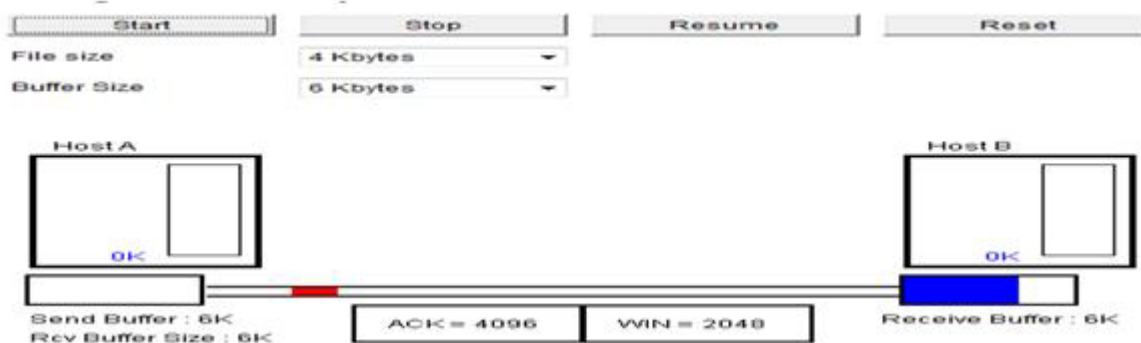 Start Stop Resume Reset
File size 4 Kbytes
Buffer Size 6 Kbytes
Host A Host B
0K 0K
Send Buffer : 6K
Rcv Buffer Size : 6K
ACK = 4096 WIN = 2048
Receive Buffer : 6K